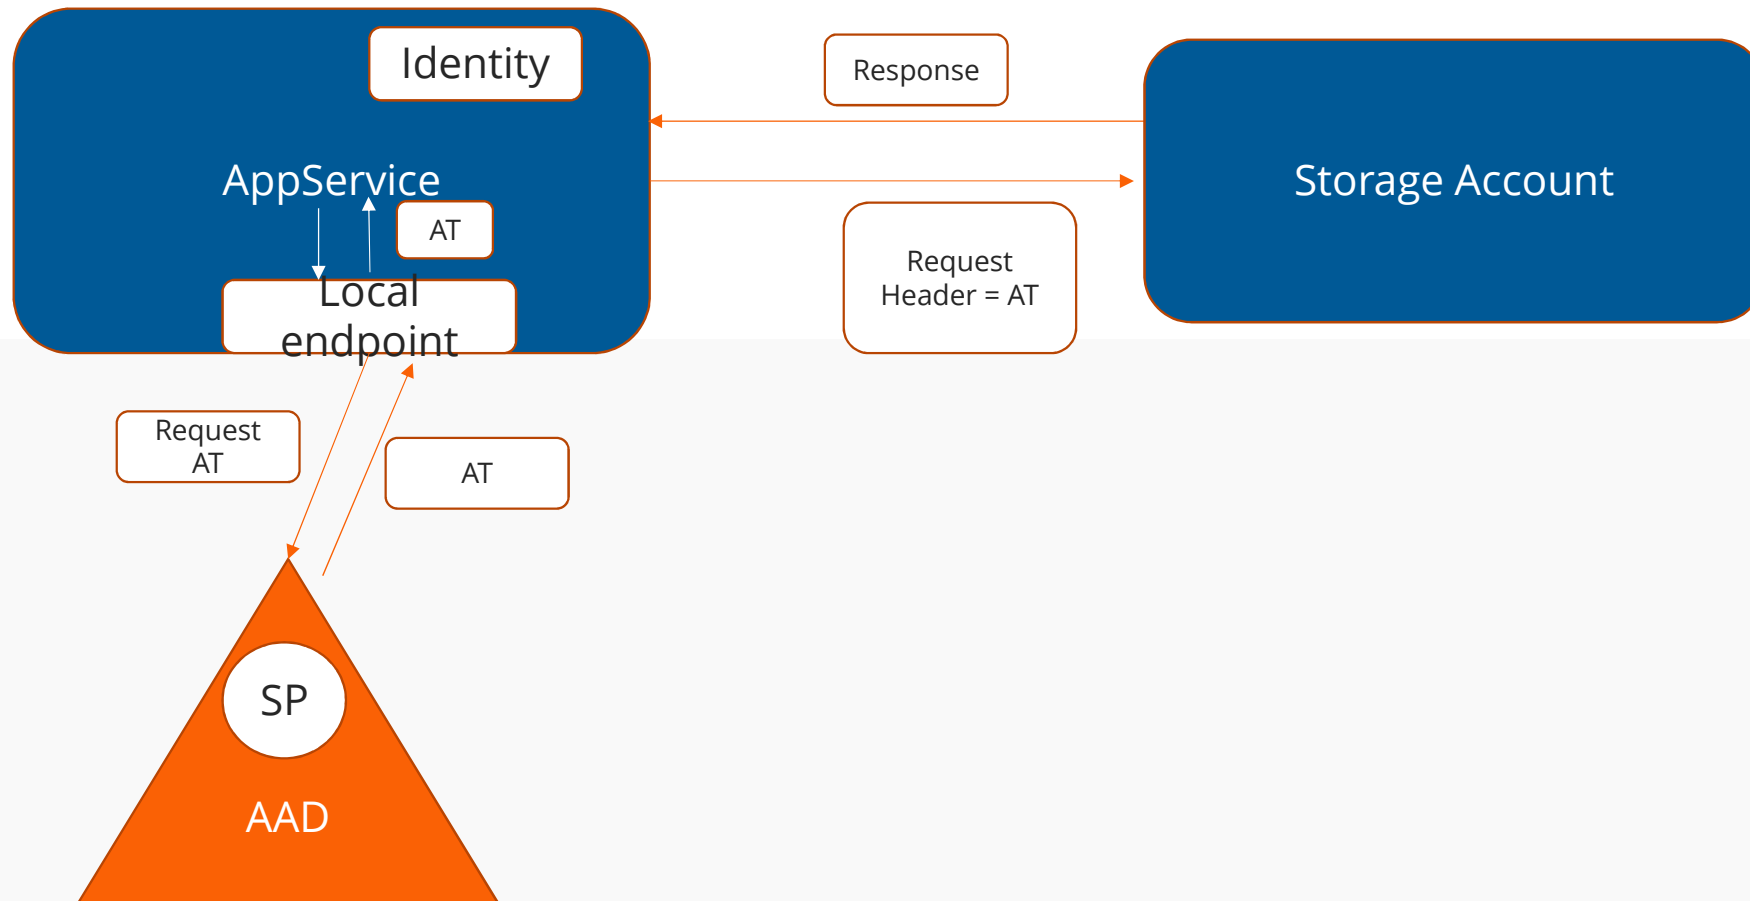 Identity
Response
AppService
Storage Account
AT
Request
Header = AT
Local
endpoint
Request
AT
AT
SP
AAD